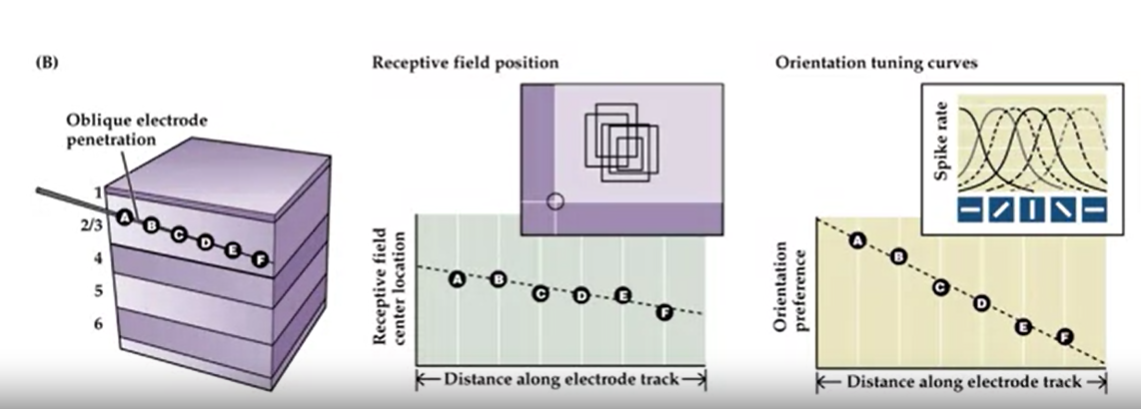 (B)
Oblique electrode
penetration
1
2/3
4
5
6
A
B
C
D
E
F
Receptive field position
Receptive field
center location
A
B
C
D
E
F
Distance along electrode track
Orientation tuning curves
Spike rate
Orientation
preference
A
B
C
D
E
F
Distance along electrode track